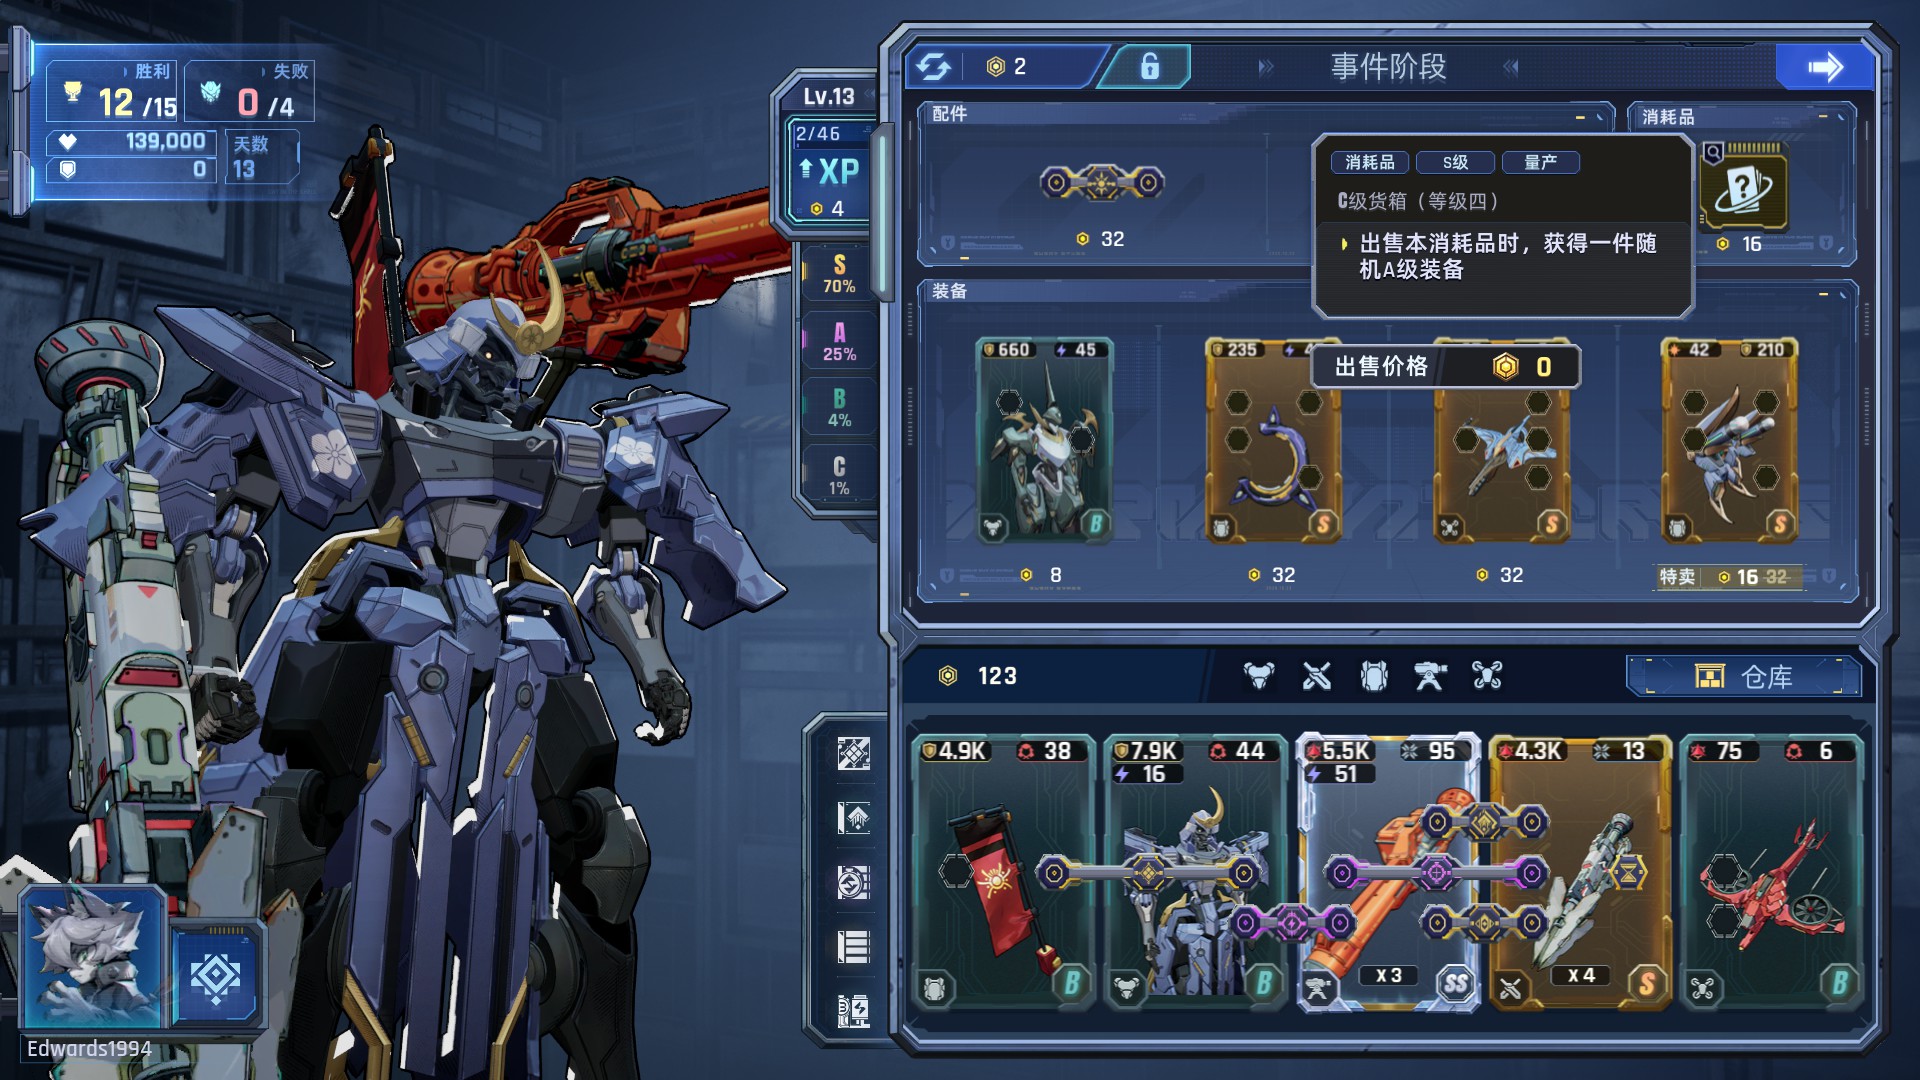 胜利
12 /15
失败
0 /4
139,000
0
天数
13
Lv.13
2/46
XP
4
S
70%
A
25%
B
4%
C
1%
2
事件阶段
配件
32
消耗品
16
消耗品
S级
量产
C级货箱（等级四）
出售本消耗品时，获得一件随
机A级装备
出售价格 0
装备
660 45
B
8
235
S
32
S
32
42 210
S
特卖 16 32
123
仓库
4.9K 38
B
7.9K 44
16
B
5.5K 95
51
x3
SS
4.3K 13
x4
S
75 6
B
Edwards1994